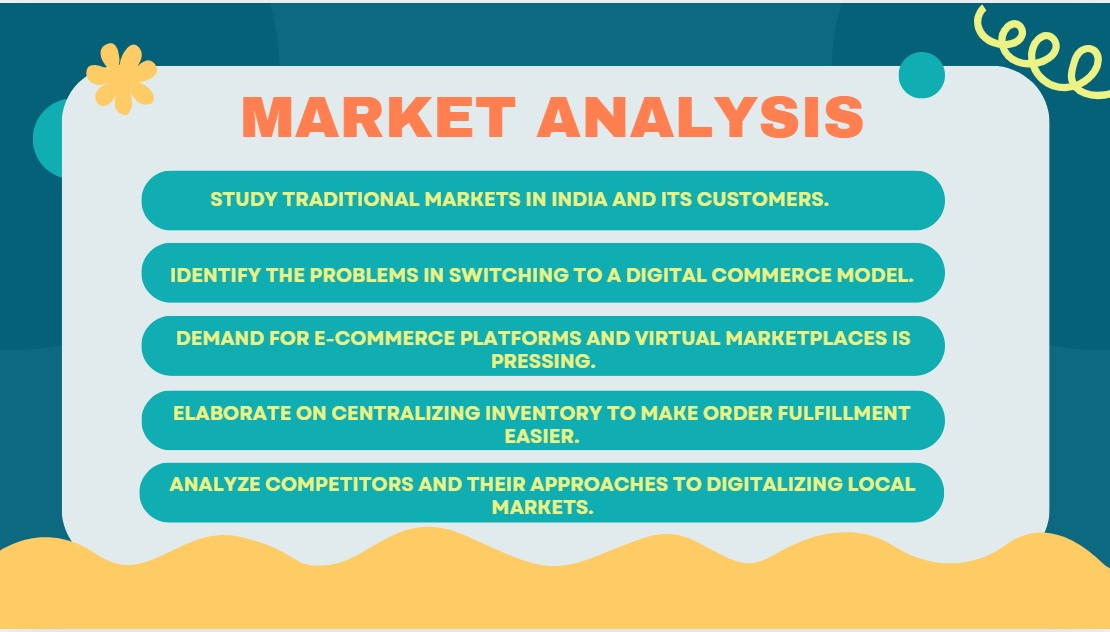 MARKET ANALYSIS
STUDY TRADITIONAL MARKETS IN INDIA AND ITS CUSTOMERS.
IDENTIFY THE PROBLEMS IN SWITCHING TO A DIGITAL COMMERCE MODEL.
DEMAND FOR E-COMMERCE PLATFORMS AND VIRTUAL MARKETPLACES IS
PRESSING.
ELABORATE ON CENTRALIZING INVENTORY TO MAKE ORDER FULFILLMENT
EASIER.
ANALYZE COMPETITORS AND THEIR APPROACHES TO DIGITALIZING LOCAL
MARKETS.